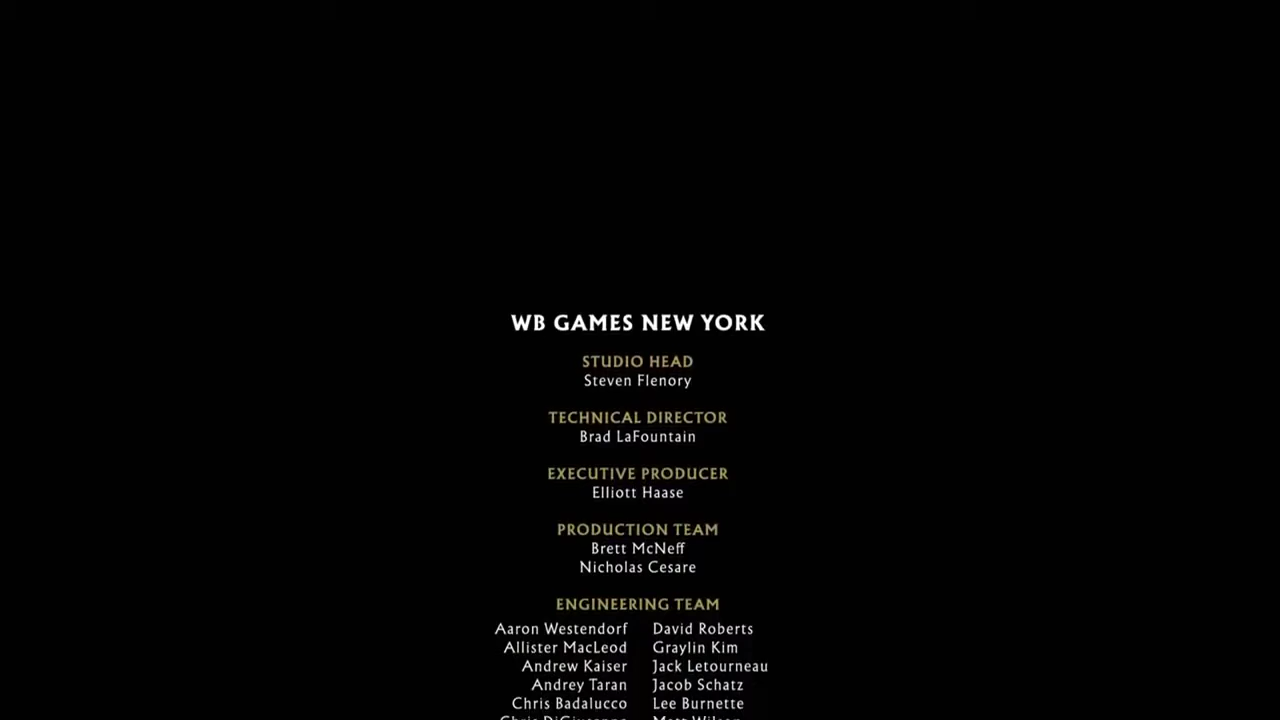 WB GAMES NEW YORK
STUDIO HEAD
Steven Flenory
TECHNICAL DIRECTOR
Brad LaFountain
EXECUTIVE PRODUCER
Elliott Haase
PRODUCTION TEAM
Brett McNeff
Nicholas Cesare
ENGINEERING TEAM
Aaron Westendorf David Roberts
Allister MacLeod Graylin Kim
Andrew Kaiser Jack Letourneau
Andrey Taran Jacob Schatz
Chris Badalucco Lee Burnette